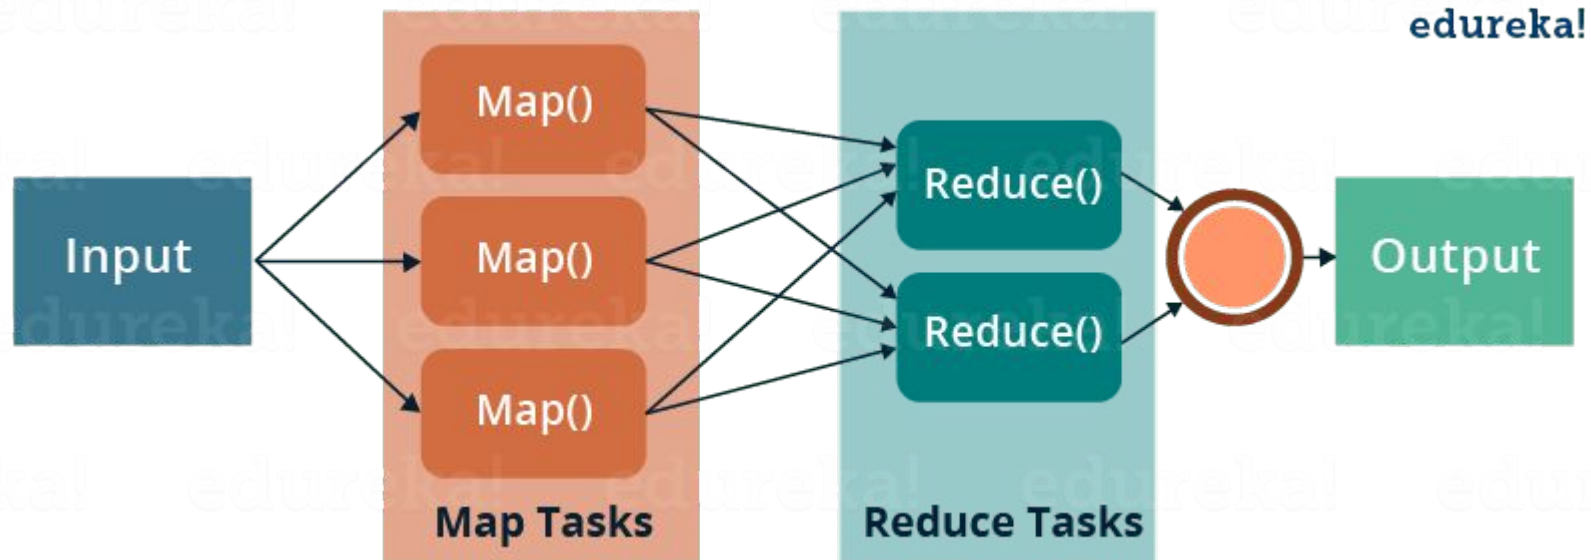 edureka!
Input
Map()
Map()
Map()
Map Tasks
Reduce()
Reduce()
Reduce Tasks
Output